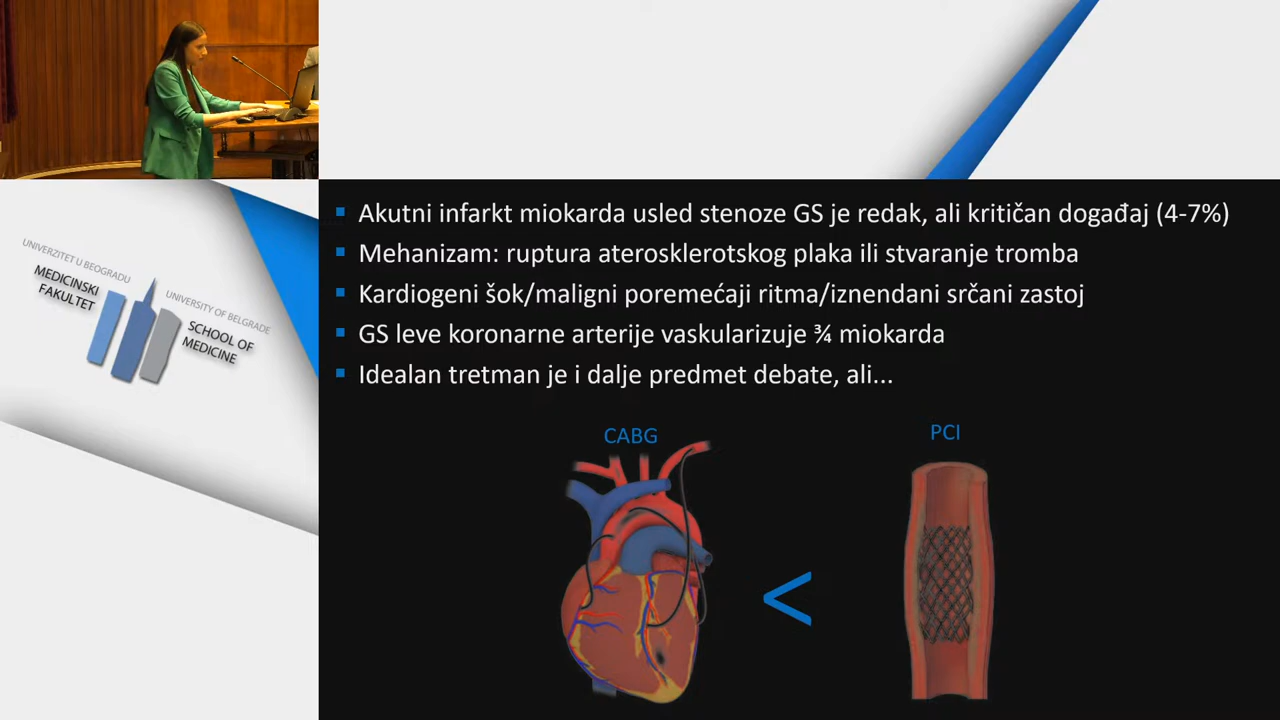 UNIVERZITET U BEOGRADU
MEDICINSKI
FAKULTET
UNIVERSITY OF BELGRADE
SCHOOL OF
MEDICINE
▪ Akutni infarkt miokarda usled stenoze GS je redak, ali kritičan događaj (4-7%)
▪ Mehanizam: ruptura aterosklerotskog plaka ili stvaranje tromba
▪ Kardiogeni šok/maligni poremećaji ritma/iznendani srčani zastoj
▪ GS leve koronarne arterije vaskularizuje ¾ miokarda
▪ Idealan tretman je i dalje predmet debate, ali...
CABG
PCI
<